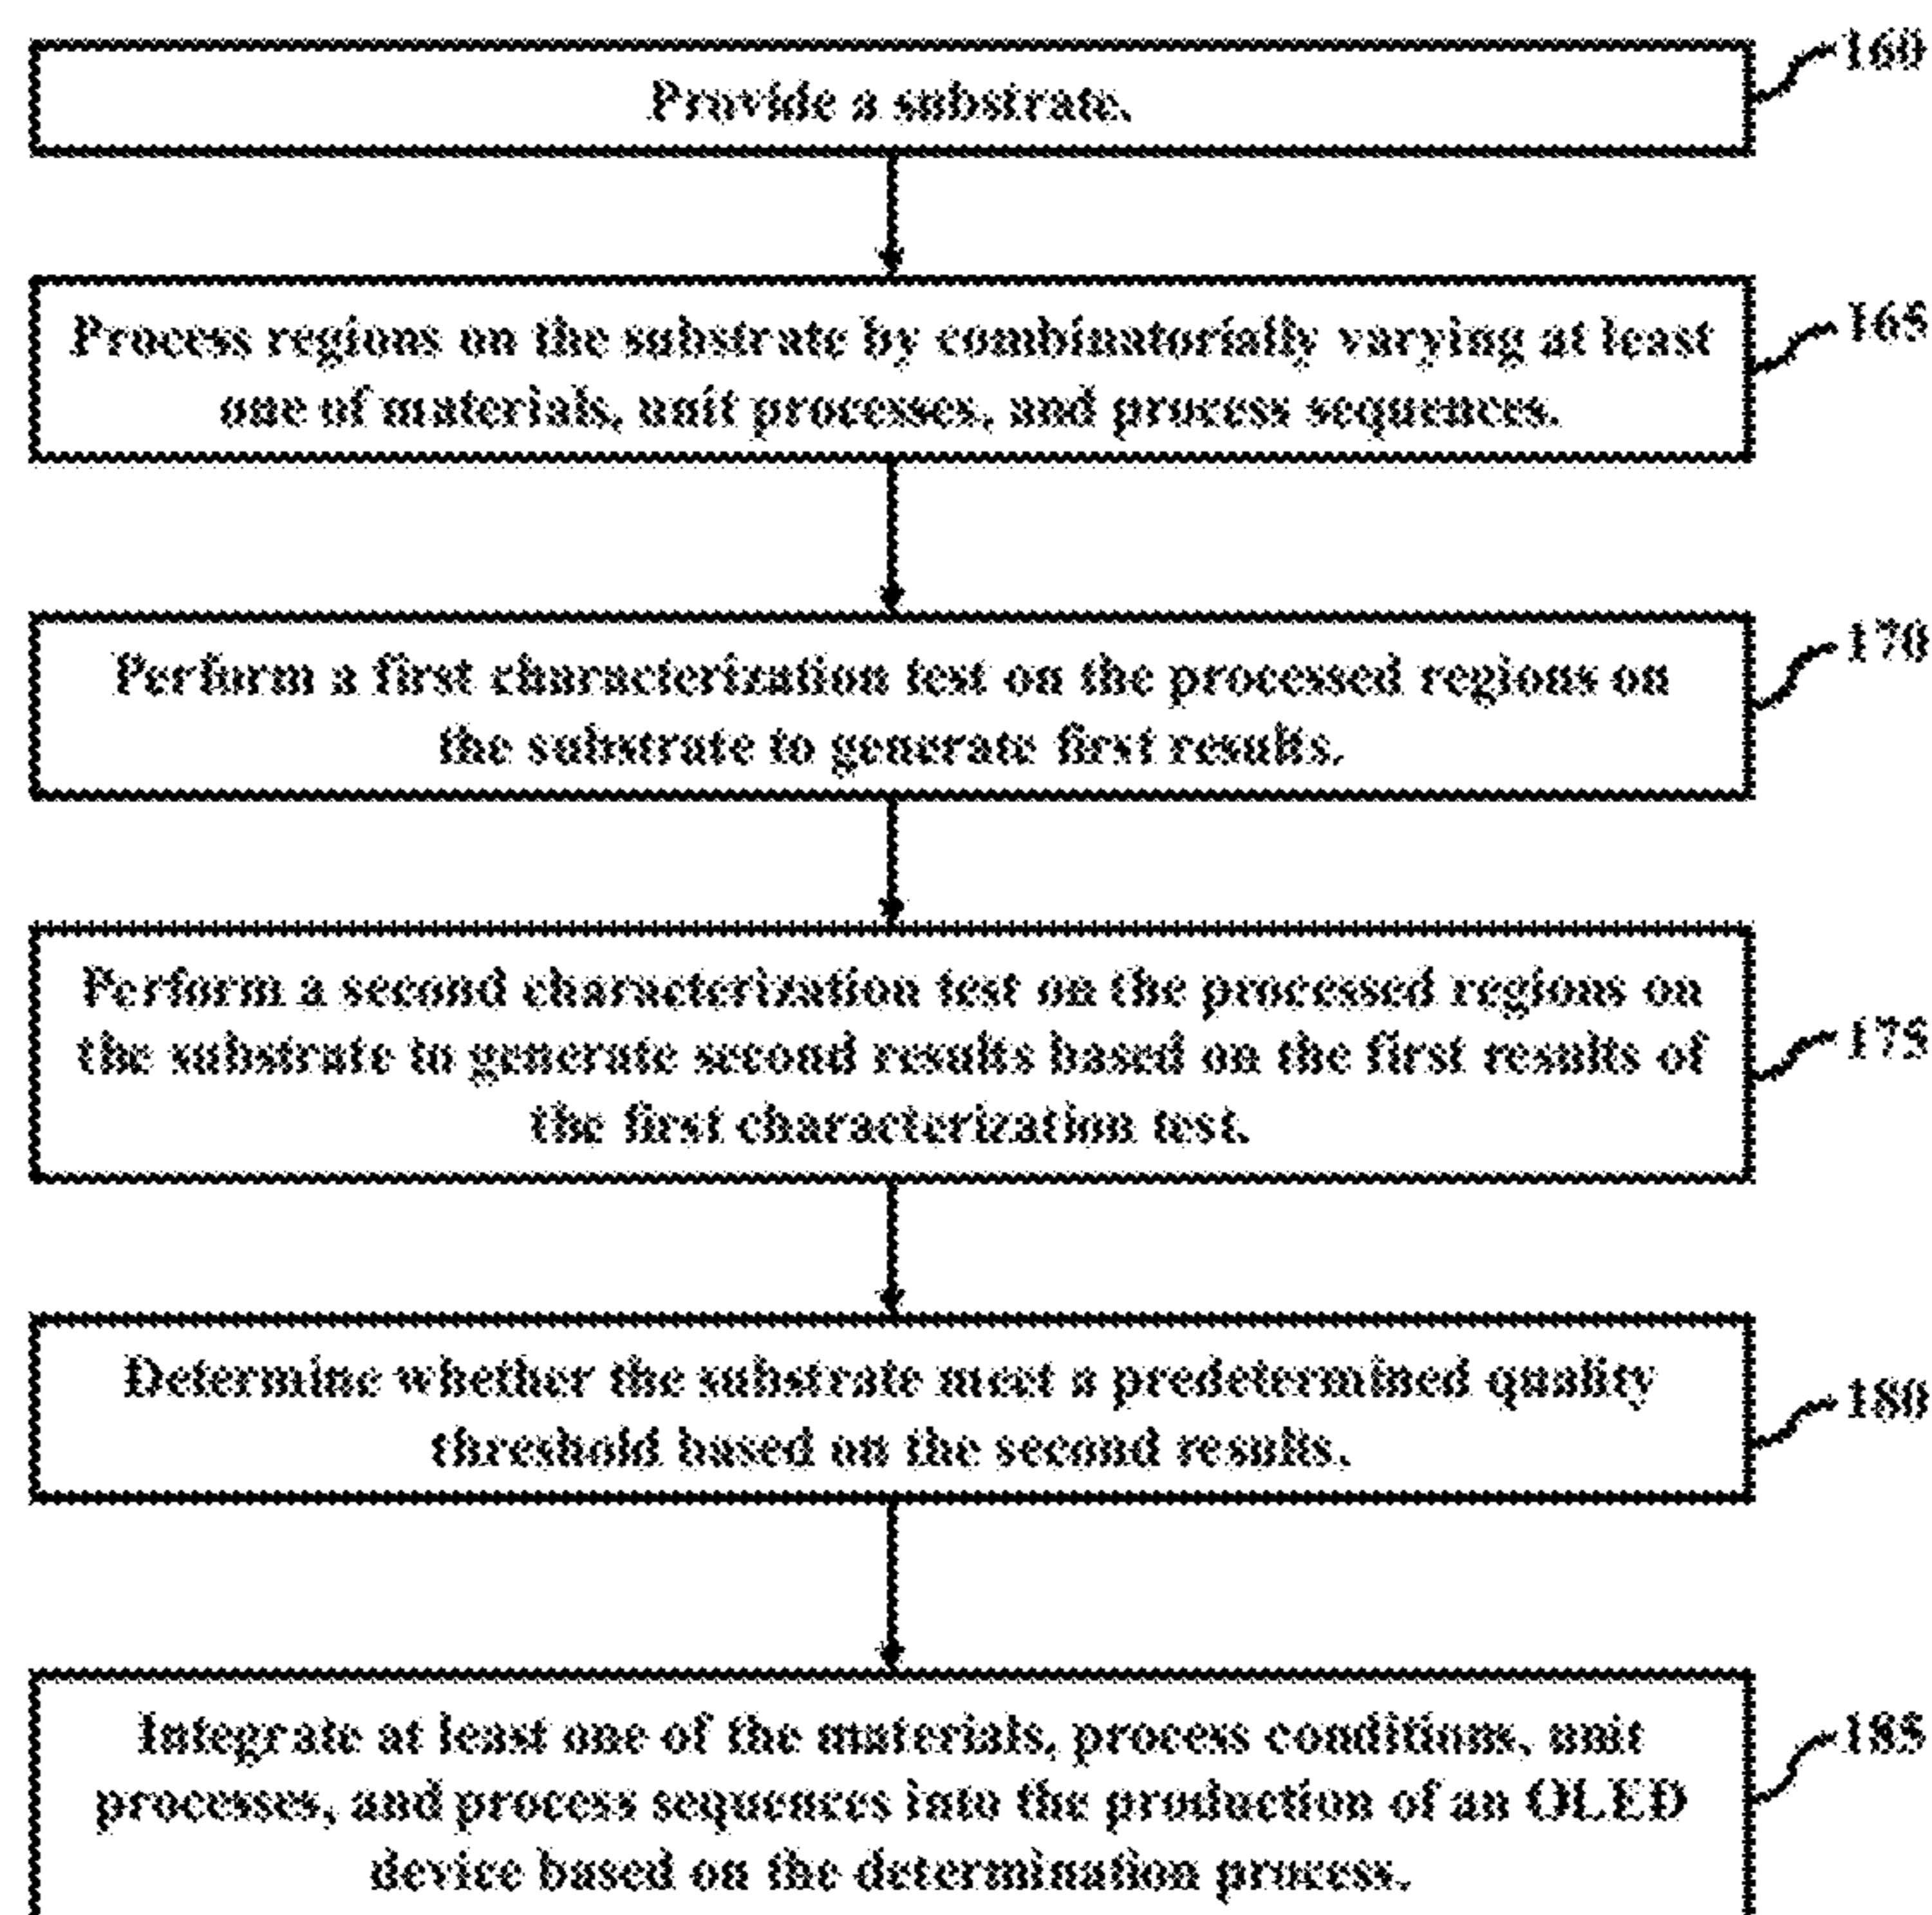 Provide a substrate.
160
Process regions on the substrate by combinatorially varying at least
one of materials, unit processes, and process sequences.
165
Perform a first characterization test on the processed regions on
the substrate to generate first results.
170
Perform a second characterization test on the processed regions on
the substrate to generate second results based on the first results of
the first characterization test.
175
Determine whether the substrate meet a predetermined quality
threshold based on the second results.
180
Integrate at least one of the materials, process conditions, unit
processes, and process sequences into the production of an OLED
device based on the determination process.
185